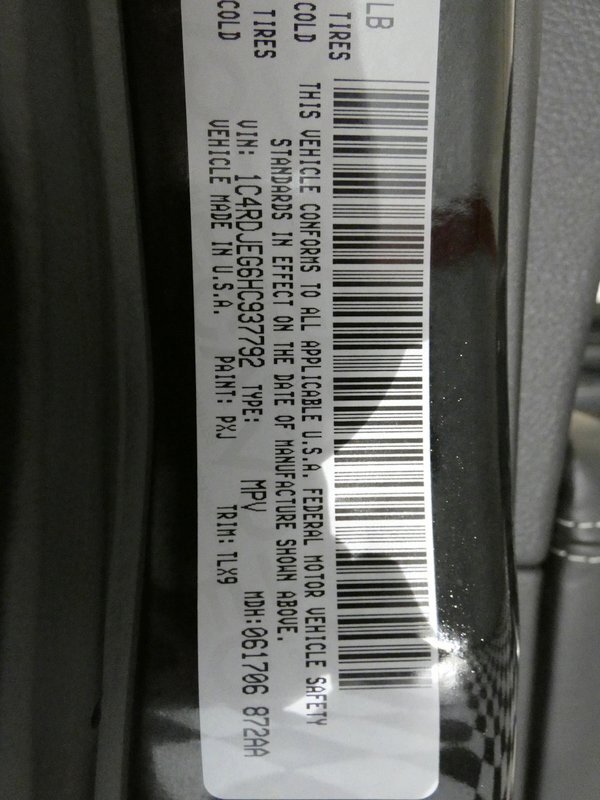 LB
TIRES COLD
TIRES COLD
THIS VEHICLE CONFORMS TO ALL APPLICABLE U.S.A. FEDERAL MOTOR VEHICLE SAFETY
STANDARDS IN EFFECT ON THE DATE OF MANUFACTURE SHOWN ABOVE.
VIN: 1C4RDJEG6HC937792 TYPE: MPV MDH:061706 872AA
VEHICLE MADE IN U.S.A. PAINT: PXJ TRIM: TLX9